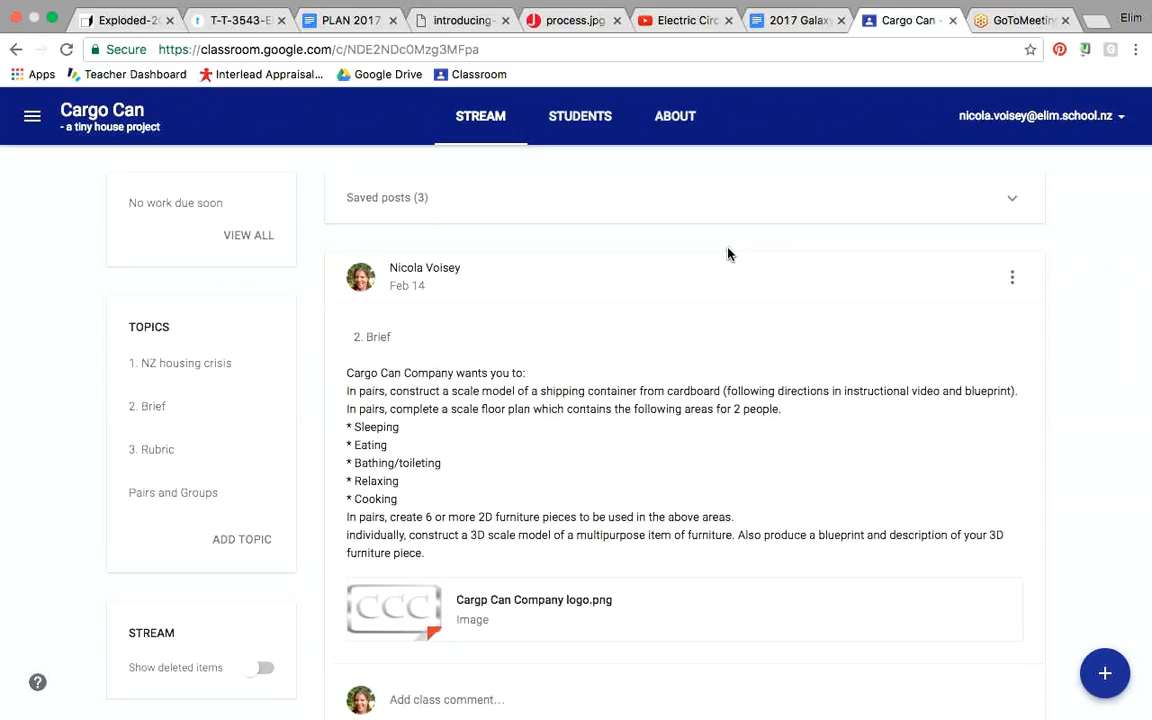 Exploded-2
T-T-3543-E
PLAN 2017
introducing-
process.jpg
Electric Circ
2017 Galax
Cargo Can -
GoToMeetin
Elim
Secure https://classroom.google.com/c/NDE2NDc0Mzg3MFpa
Apps Teacher Dashboard Interlead Appraisal... Google Drive Classroom
Cargo Can
- a tiny house project
STREAM STUDENTS ABOUT
nicola.voisey@elim.school.nz
No work due soon
VIEW ALL
TOPICS
1. NZ housing crisis
2. Brief
3. Rubric
Pairs and Groups
ADD TOPIC
STREAM
Show deleted items
Saved posts (3)
Nicola Voisey
Feb 14
2. Brief
Cargo Can Company wants you to:
In pairs, construct a scale model of a shipping container from cardboard (following directions in instructional video and blueprint).
In pairs, complete a scale floor plan which contains the following areas for 2 people.
* Sleeping
* Eating
* Bathing/toileting
* Relaxing
* Cooking
In pairs, create 6 or more 2D furniture pieces to be used in the above areas.
individually, construct a 3D scale model of a multipurpose item of furniture. Also produce a blueprint and description of your 3D
furniture piece.
CCC
Cargp Can Company logo.png
Image
Add class comment...